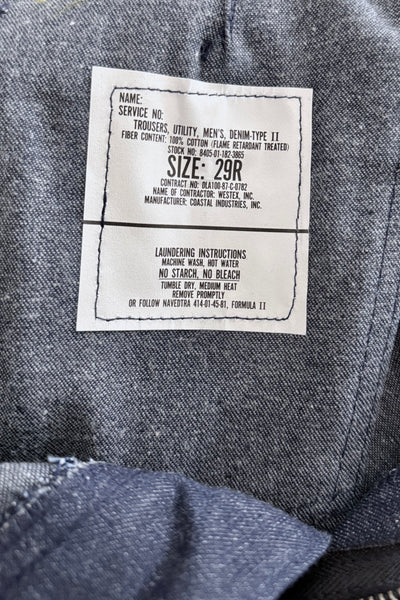 NAME:
SERVICE NO:
TROUSERS, UTILITY, MEN'S, DENIM-TYPE II
FIBER CONTENT: 100% COTTON (FLAME RETARDANT TREATED)
STOCK NO: 8405-01-182-3865
SIZE: 29R
CONTRACT NO: DLA100-87-C-0782
NAME OF CONTRACTOR: WESTEX, INC.
MANUFACTURER: COASTAL INDUSTRIES, INC.
LAUNDERING INSTRUCTIONS
MACHINE WASH, HOT WATER
NO STARCH, NO BLEACH
TUMBLE DRY, MEDIUM HEAT
REMOVE PROMPTLY
OR FOLLOW NAVEDTRA 414-01-45-81, FORMULA II